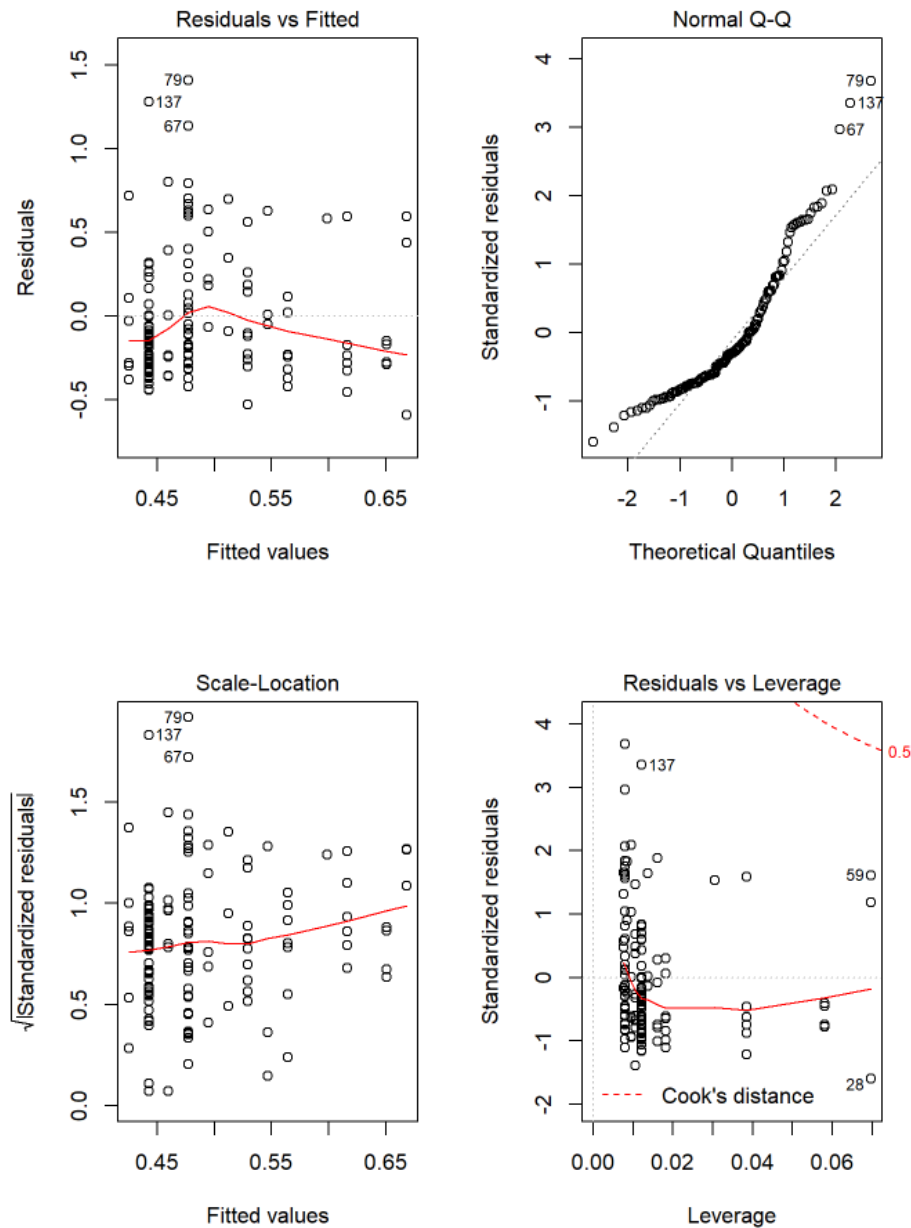 Residuals vs Fitted
Residuals
1.5
1.0
0.5
0.0
-0.5
79
137
67
0.45 0.55 0.65
Fitted values
Normal Q-Q
Standardized residuals
4
3
2
1
0
-1
79
137
67
-2 -1 0 1 2
Theoretical Quantiles
Scale-Location
√|Standardized residuals|
1.5
1.0
0.5
0.0
79
137
67
0.45 0.55 0.65
Fitted values
Residuals vs Leverage
Standardized residuals
4
3
2
1
0
-1
-2
137
0.5
59
28
Cook's distance
0.00 0.02 0.04 0.06
Leverage